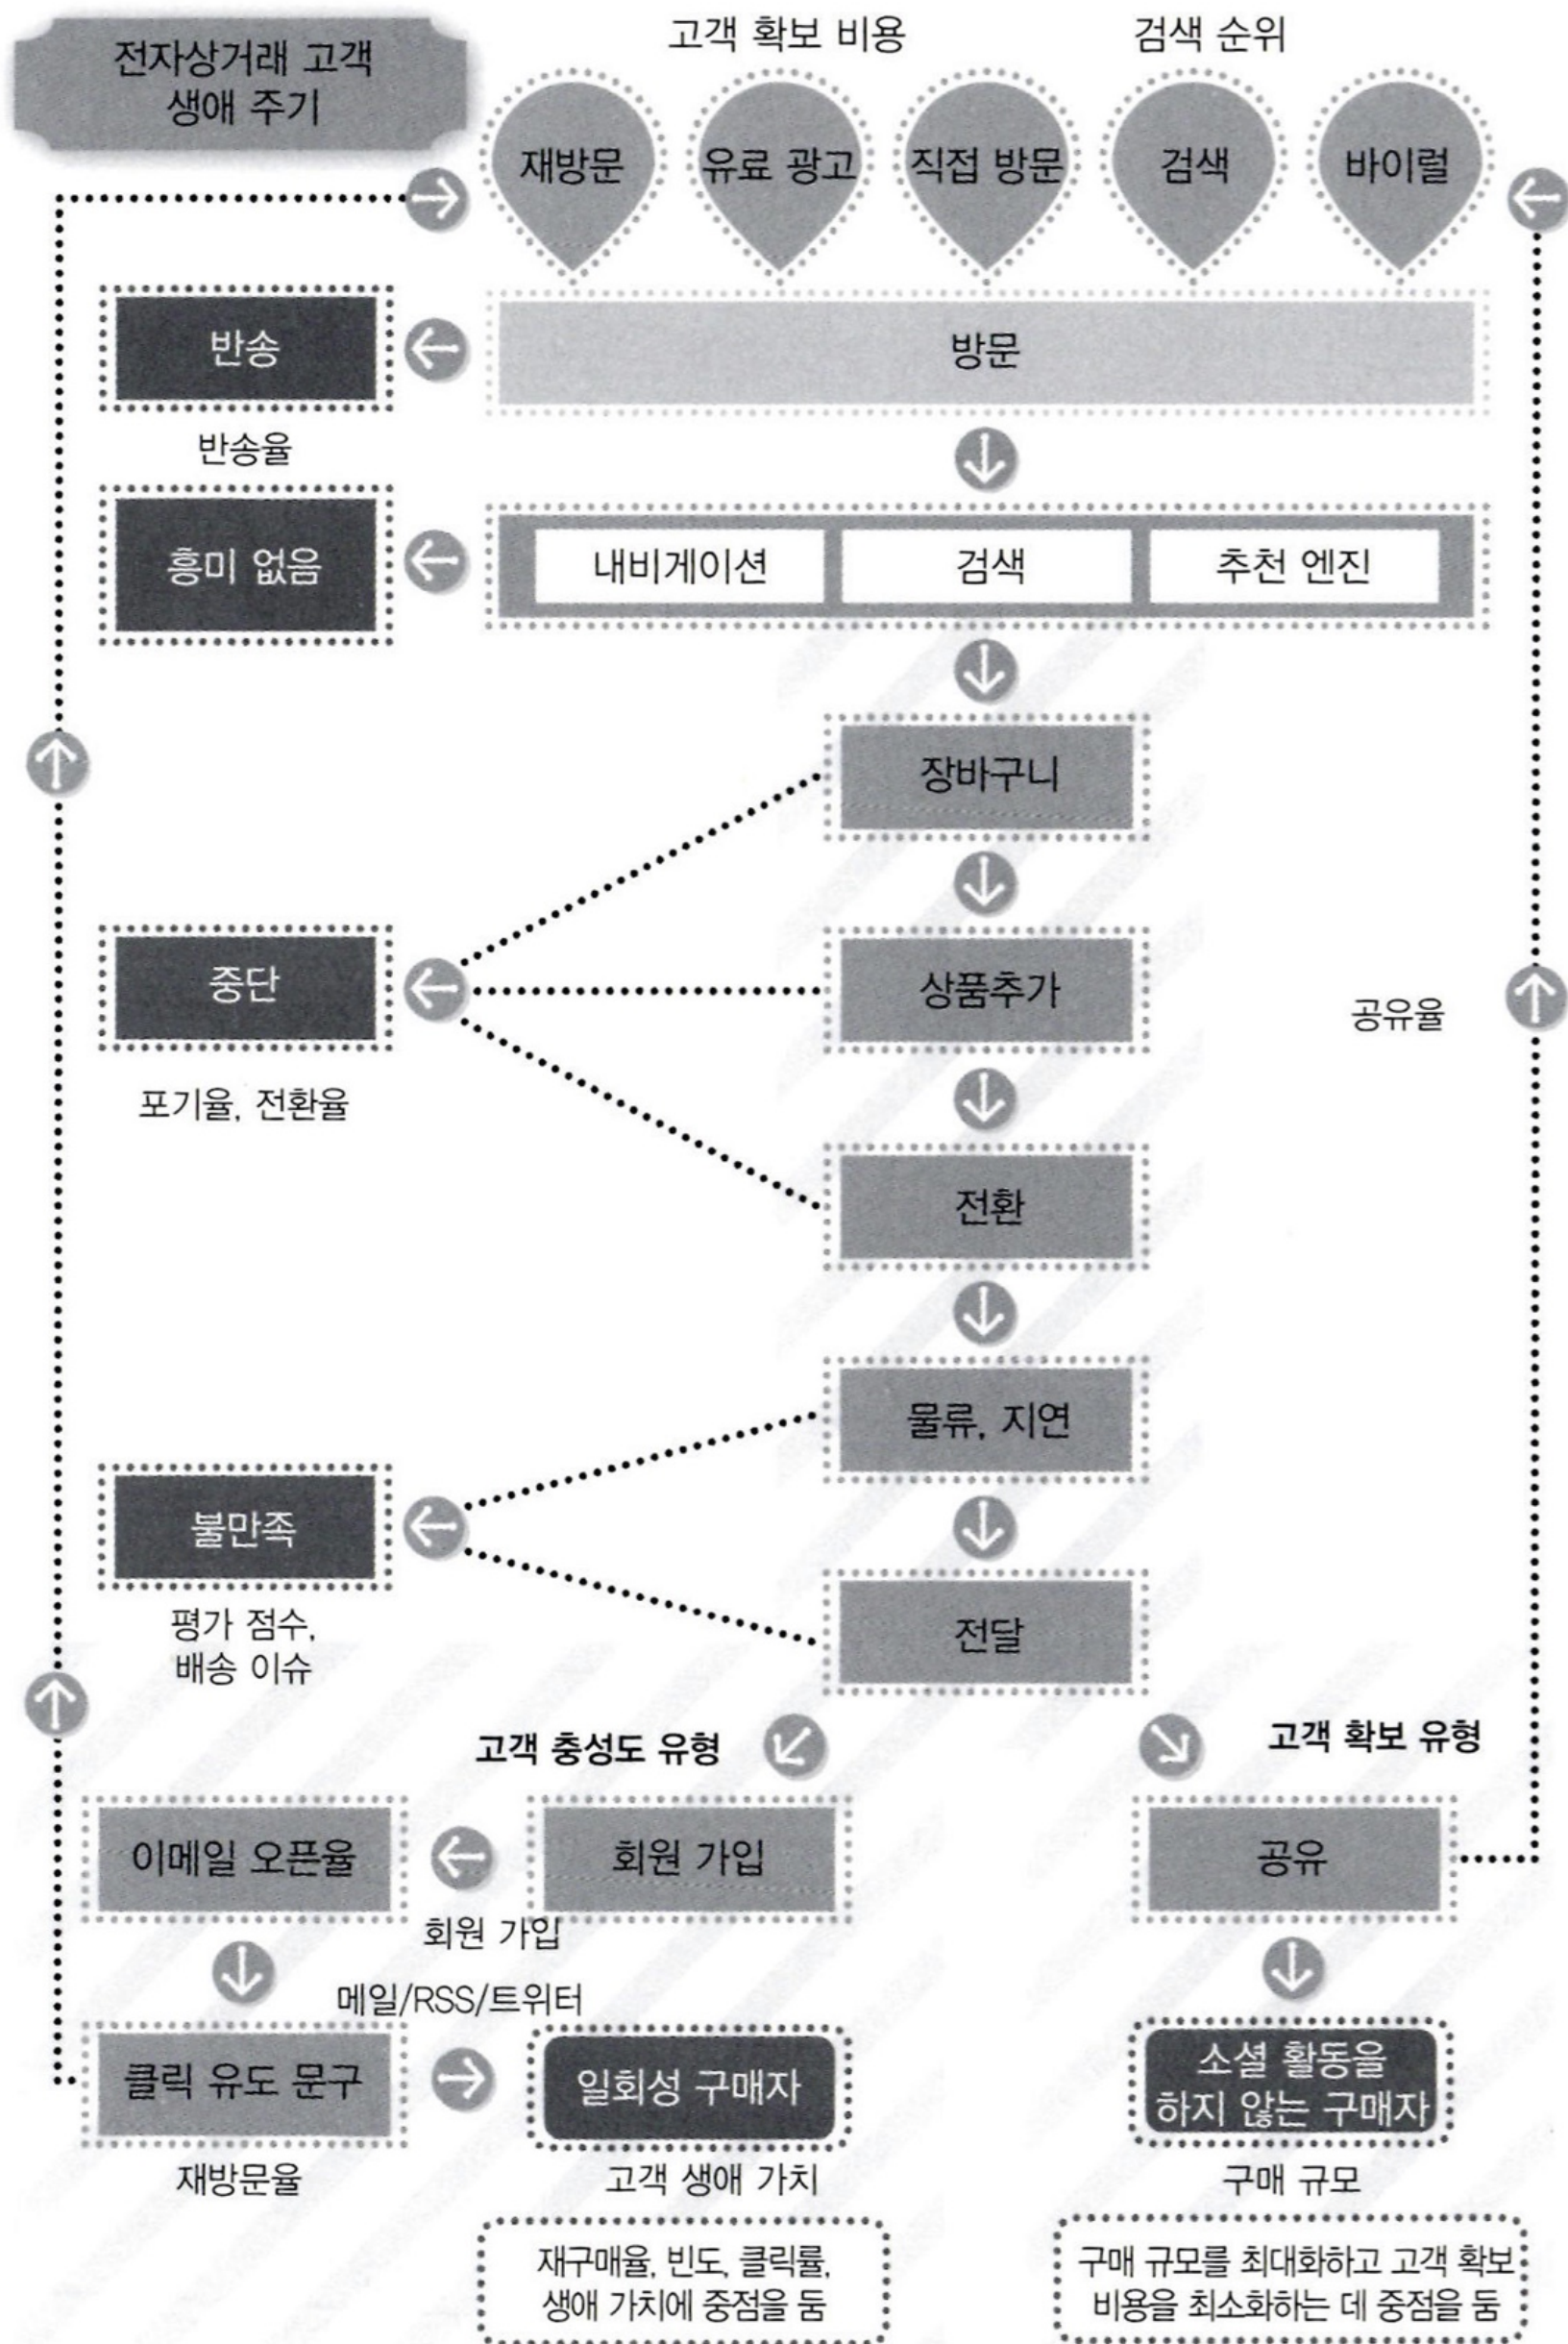 전자상거래 고객
생애 주기
고객 확보 비용
검색 순위
재방문
유료 광고
직접 방문
검색
바이럴
반송
방문
반송율
흥미 없음
내비게이션
검색
추천 엔진
장바구니
중단
상품추가
공유율
포기율, 전환율
전환
물류, 지연
불만족
평가 점수,
배송 이슈
전달
고객 충성도 유형
고객 확보 유형
이메일 오픈율
회원 가입
공유
회원 가입
메일/RSS/트위터
클릭 유도 문구
일회성 구매자
소셜 활동을
하지 않는 구매자
재방문율
고객 생애 가치
구매 규모
재구매율, 빈도, 클릭률,
생애 가치에 중점을 둠
구매 규모를 최대화하고 고객 확보
비용을 최소화하는 데 중점을 둠